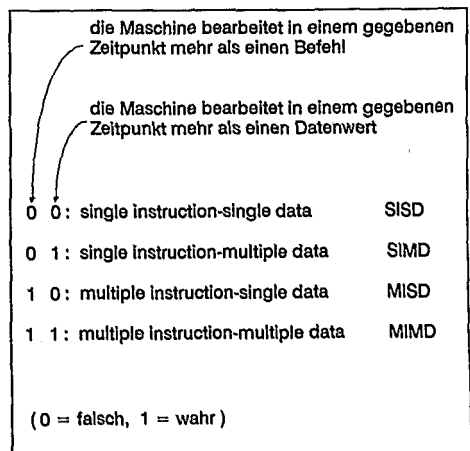 die Maschine bearbeitet in einem gegebenen
Zeitpunkt mehr als einen Befehl
die Maschine bearbeitet in einem gegebenen
Zeitpunkt mehr als einen Datenwert
0 0: single instruction-single data SISD
0 1: single instruction-multiple data SIMD
1 0: multiple instruction-single data MISD
1 1: multiple instruction-multiple data MIMD
(0 = falsch, 1 = wahr)